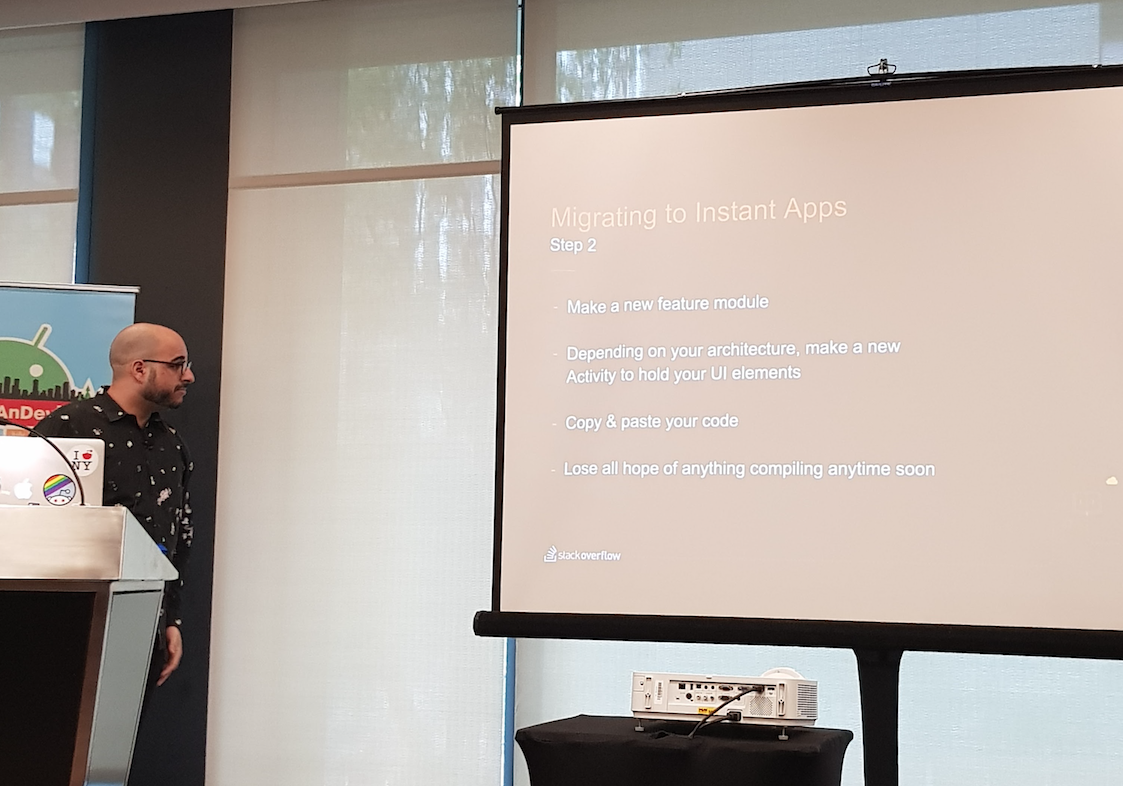 Migrating to Instant Apps
Step 2
- Make a new feature module
- Depending on your architecture, make a new
Activity to hold your UI elements
- Copy & paste your code
- Lose all hope of anything compiling anytime soon
stackoverflow
I
NY